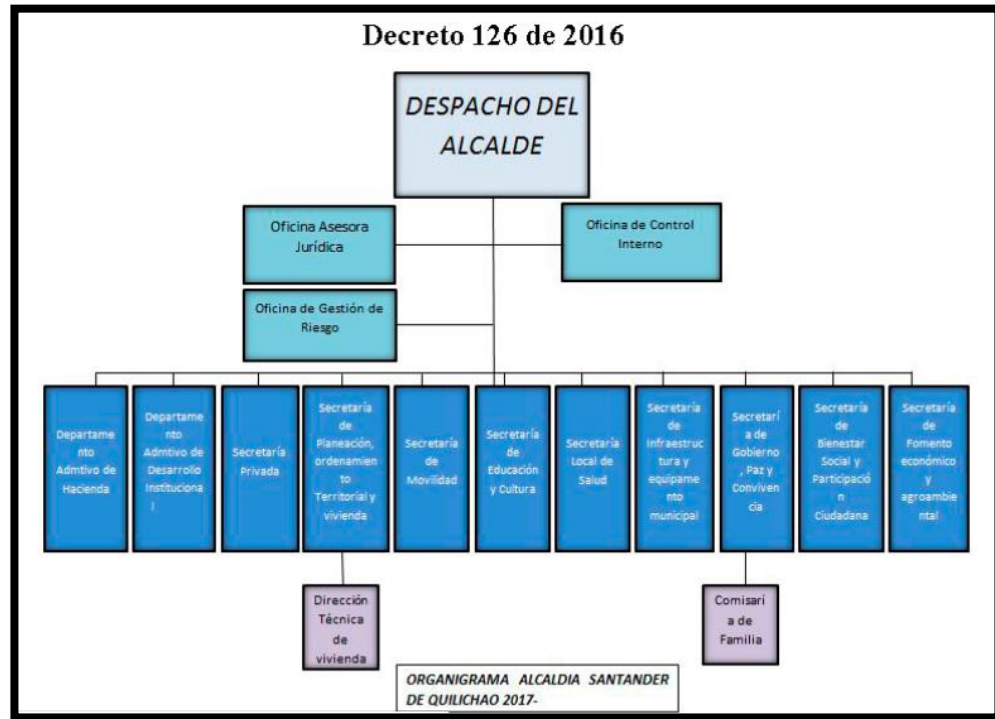 Decreto 126 de 2016
DESPACHO DEL
ALCALDE
Oficina Asesora
Jurídica
Oficina de Control
Interno
Oficina de Gestión de
Riesgo
Departame
nto
Admtivo de
Hacienda
Departame
nto
Admtivo de
Desarrollo
Instituciona
l
Secretaría
Privada
Secretaría
de
Planeación,
ordenamien
to
Territorial y
vivienda
Secretaría
de
Movilidad
Secretaría
de
Educación
y Cultura
Secretaría
Local de
Salud
Secretaría
de
Infraestruc
tura y
equipamento
municipal
Secretarí
a de
Gobierno
, Paz y
Conviven
cia
Secretaría
de
Bienestar
Social y
Participació
n
Ciudadana
Secretaría
de
Fomento
económico
y
agroambie
ntal
Dirección
Técnica
de
vivienda
Comisarí
a de
Familia
ORGANIGRAMA ALCALDIA SANTANDER
DE QUILICHAO 2017-